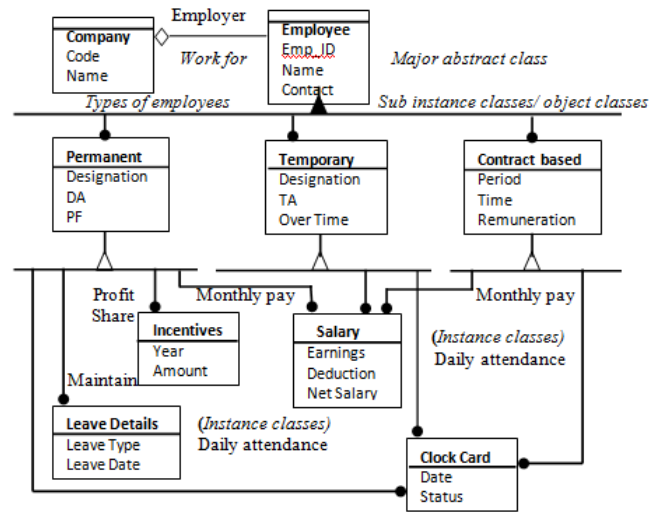 Employer
Company
Code
Name
Work for
Employee
Emp_ID
Name
Contact
Major abstract class
Types of employees
Sub instance classes/ object classes
Permanent
Designation
DA
PF
Temporary
Designation
TA
Over Time
Contract based
Period
Time
Remuneration
Profit
Share
Monthly pay
Monthly pay
Incentives
Year
Amount
Salary
Earnings
Deduction
Net Salary
(Instance classes)
Daily attendance
Maintain
Leave Details
Leave Type
Leave Date
(Instance classes)
Daily attendance
Clock Card
Date
Status